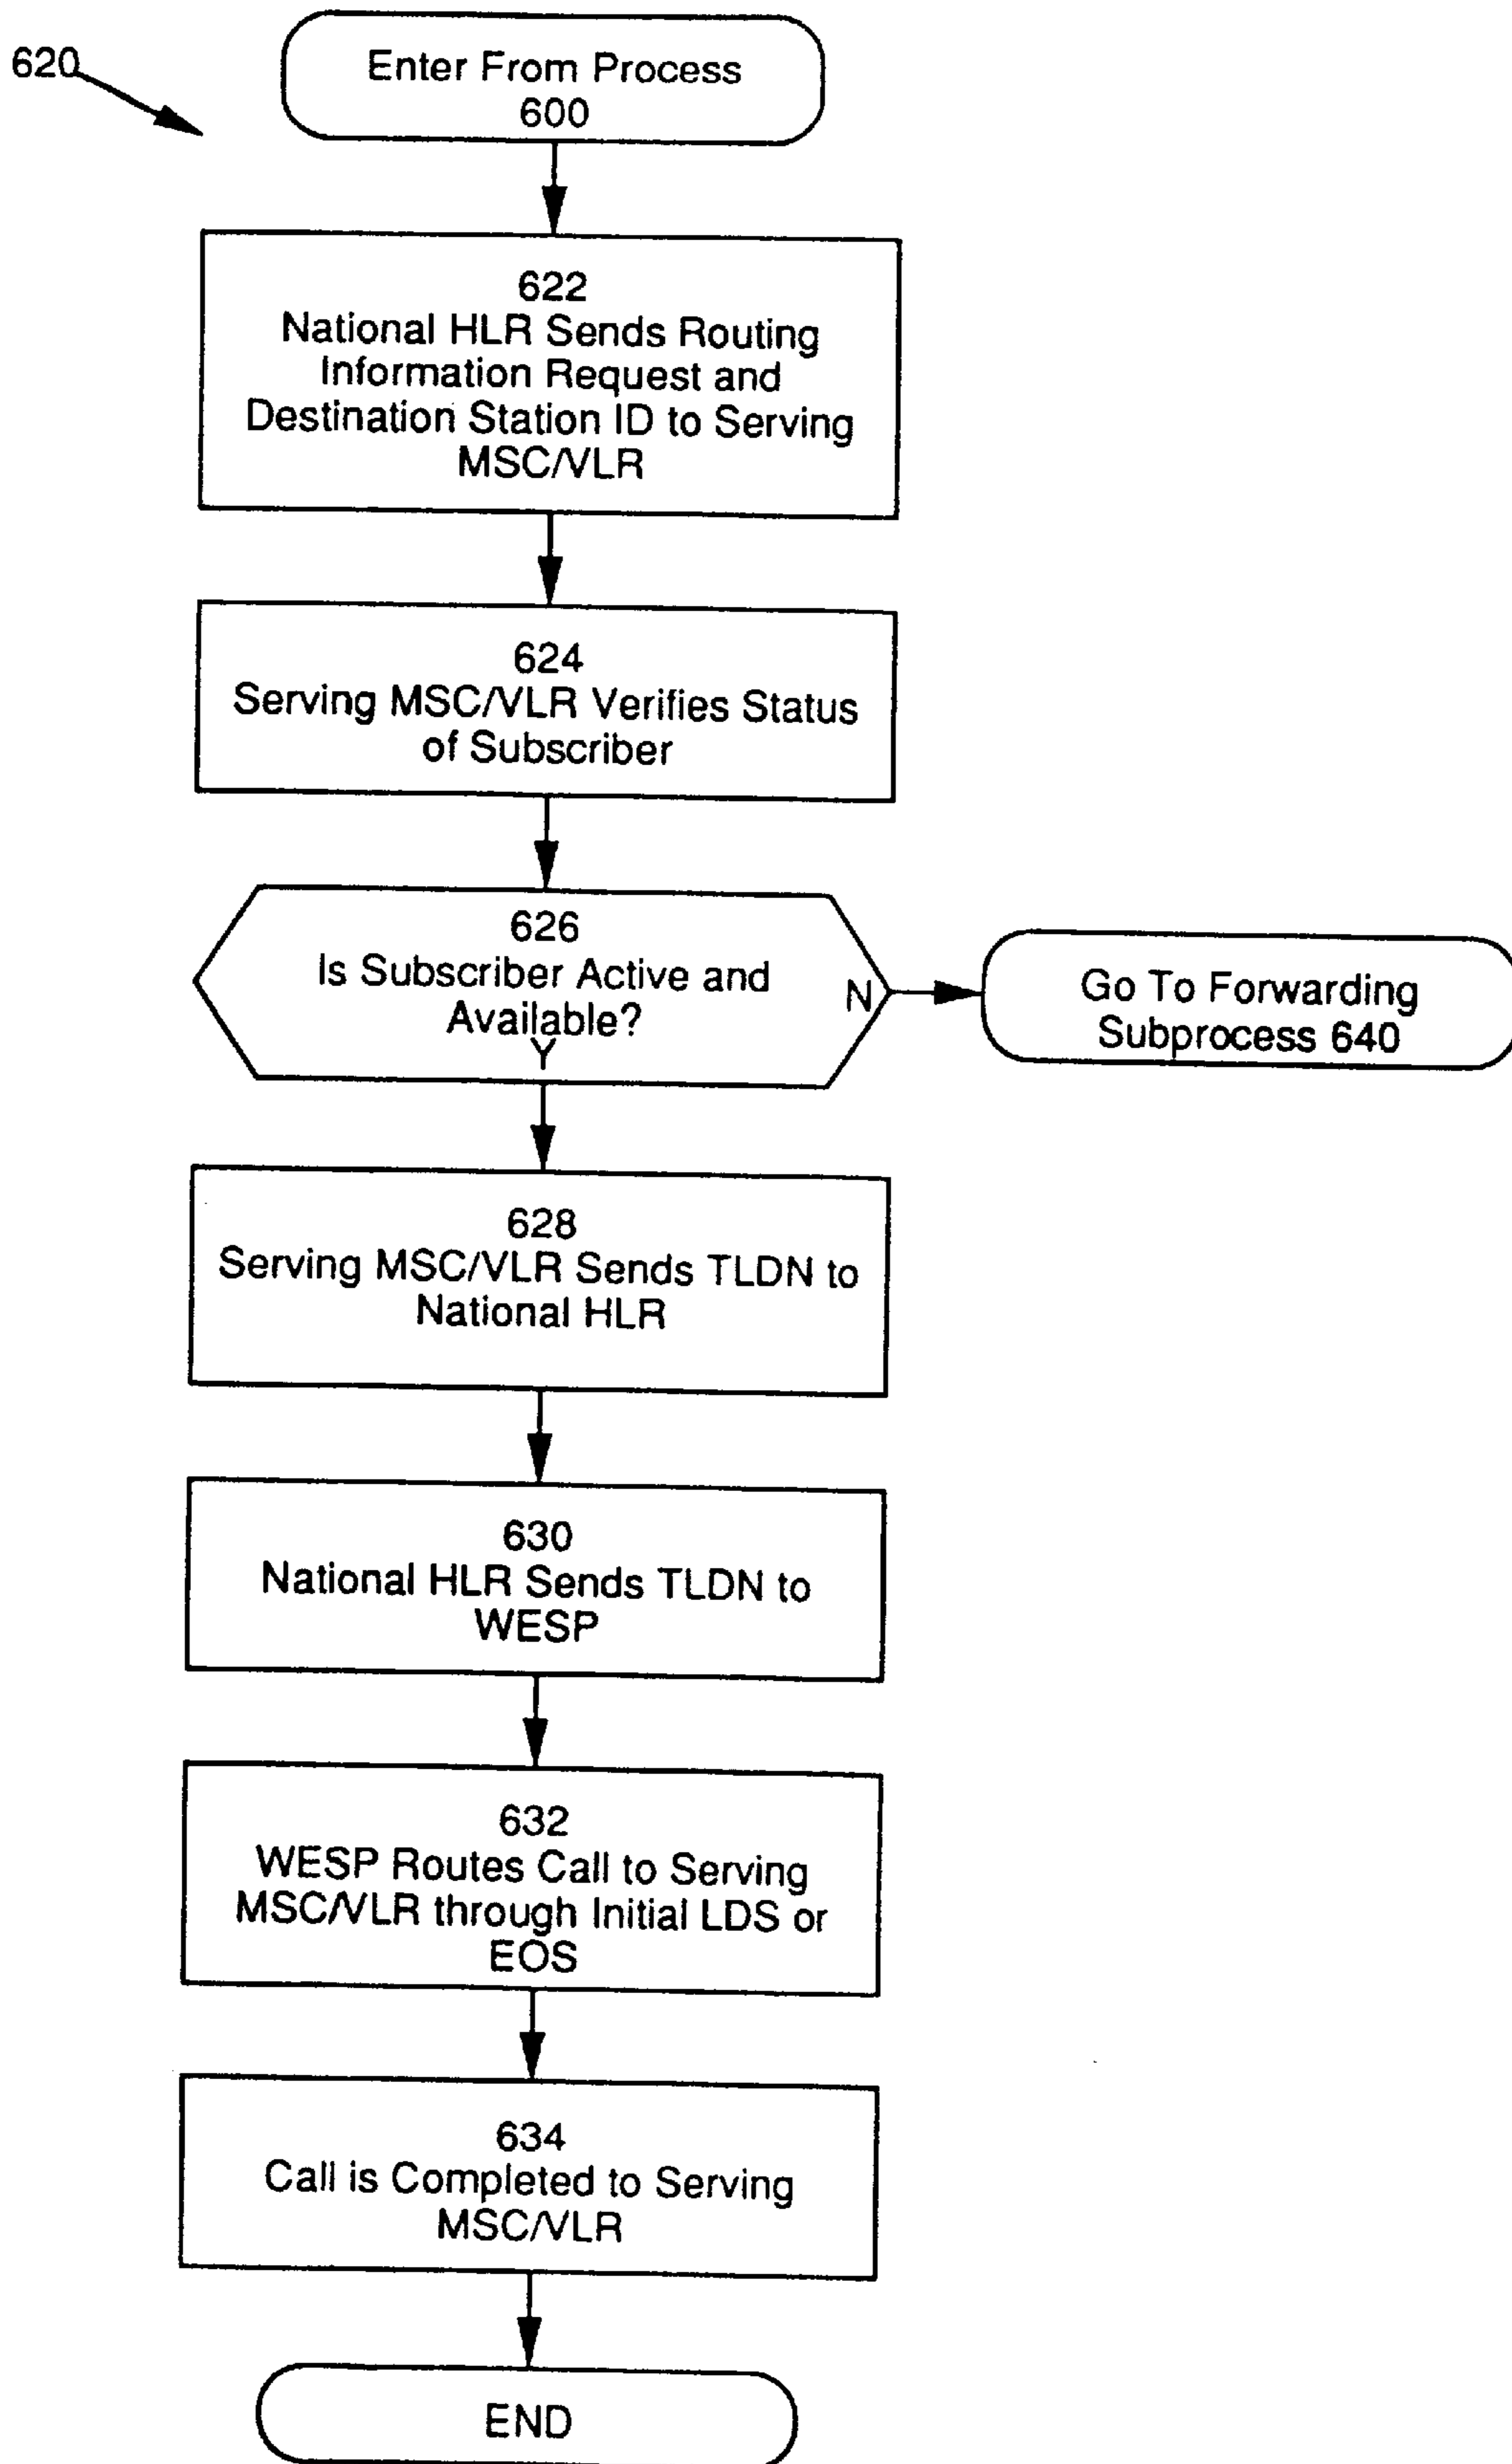 620
Enter From Process
600
622
National HLR Sends Routing
Information Request and
Destination Station ID to Serving
MSC/VLR
624
Serving MSC/VLR Verifies Status
of Subscriber
626
Is Subscriber Active and
Available?
Y
N
Go To Forwarding
Subprocess 640
628
Serving MSC/VLR Sends TLDN to
National HLR
630
National HLR Sends TLDN to
WESP
632
WESP Routes Call to Serving
MSC/VLR through Initial LDS or
EOS
634
Call is Completed to Serving
MSC/VLR
END